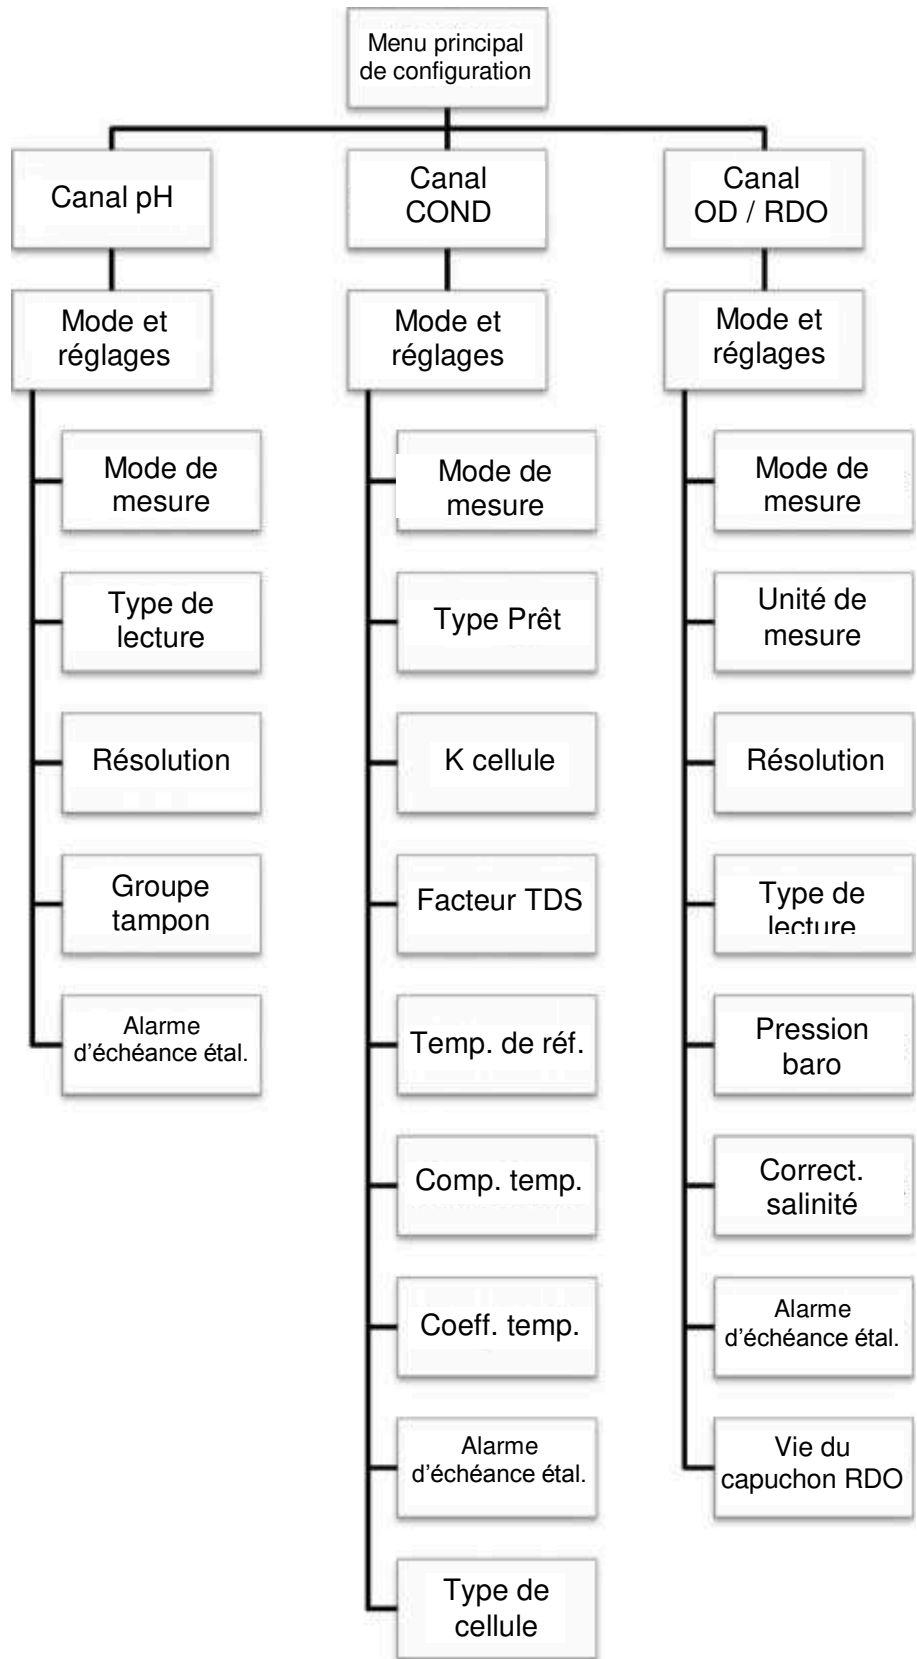 Menu principal
de configuration
Canal pH
Mode et
réglages
Mode de
mesure
Type de
lecture
Résolution
Groupe
tampon
Alarme
d'échéance étal.
Canal
COND
Mode et
réglages
Mode de
mesure
Type Prêt
K cellule
Facteur TDS
Temp. de réf.
Comp. temp.
Coeff. temp.
Alarme
d'échéance étal.
Type de
cellule
Canal
OD / RDO
Mode et
réglages
Mode de
mesure
Unité de
mesure
Résolution
Type de
lecture
Pression
baro
Correct.
salinité
Alarme
d'échéance étal.
Vie du
capuchon RDO